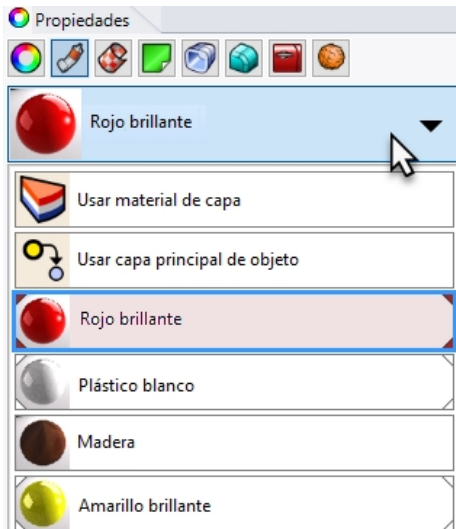 Propiedades
Rojo brillante
Usar material de capa
Usar capa principal de objeto
Rojo brillante
Plástico blanco
Madera
Amarillo brillante